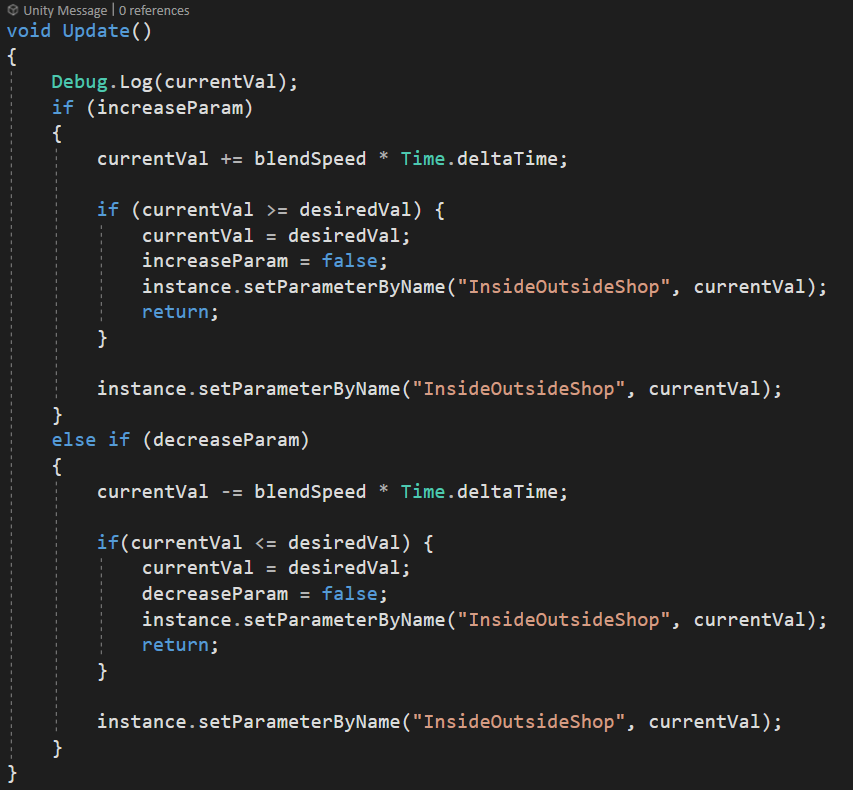 Unity Message | 0 references
void Update()
{
    Debug.Log(currentVal);
    if (increaseParam)
    {
        currentVal += blendSpeed * Time.deltaTime;

        if (currentVal >= desiredVal) {
            currentVal = desiredVal;
            increaseParam = false;
            instance.setParameterByName("InsideOutsideShop", currentVal);
            return;
        }

        instance.setParameterByName("InsideOutsideShop", currentVal);
    }
    else if (decreaseParam)
    {
        currentVal -= blendSpeed * Time.deltaTime;

        if(currentVal <= desiredVal) {
            currentVal = desiredVal;
            decreaseParam = false;
            instance.setParameterByName("InsideOutsideShop", currentVal);
            return;
        }

        instance.setParameterByName("InsideOutsideShop", currentVal);
    }
}